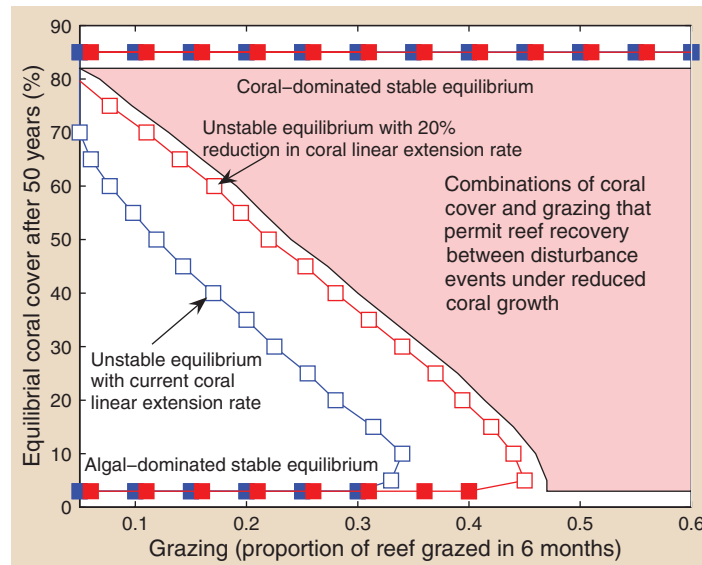 Equilibrial coral cover after 50 years (%)
90
80
70
60
50
40
30
20
10
0
Coral–dominated stable equilibrium
Unstable equilibrium with 20%
reduction in coral linear extension rate
Combinations of coral
cover and grazing that
permit reef recovery
between disturbance
events under reduced
coral growth
Unstable equilibrium
with current coral
linear extension rate
Algal–dominated stable equilibrium
0.1 0.2 0.3 0.4 0.5 0.6
Grazing (proportion of reef grazed in 6 months)